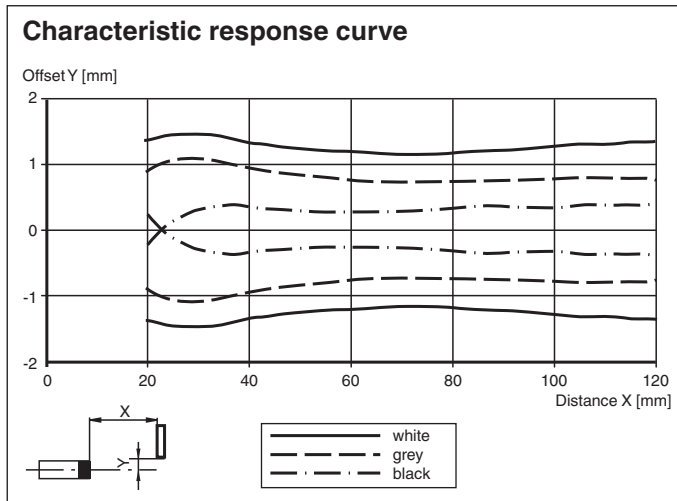 Characteristic response curve
Offset Y [mm]
2
1
0
-1
-2
0 20 40 60 80 100 120
Distance X [mm]
X
Y
white
grey
black